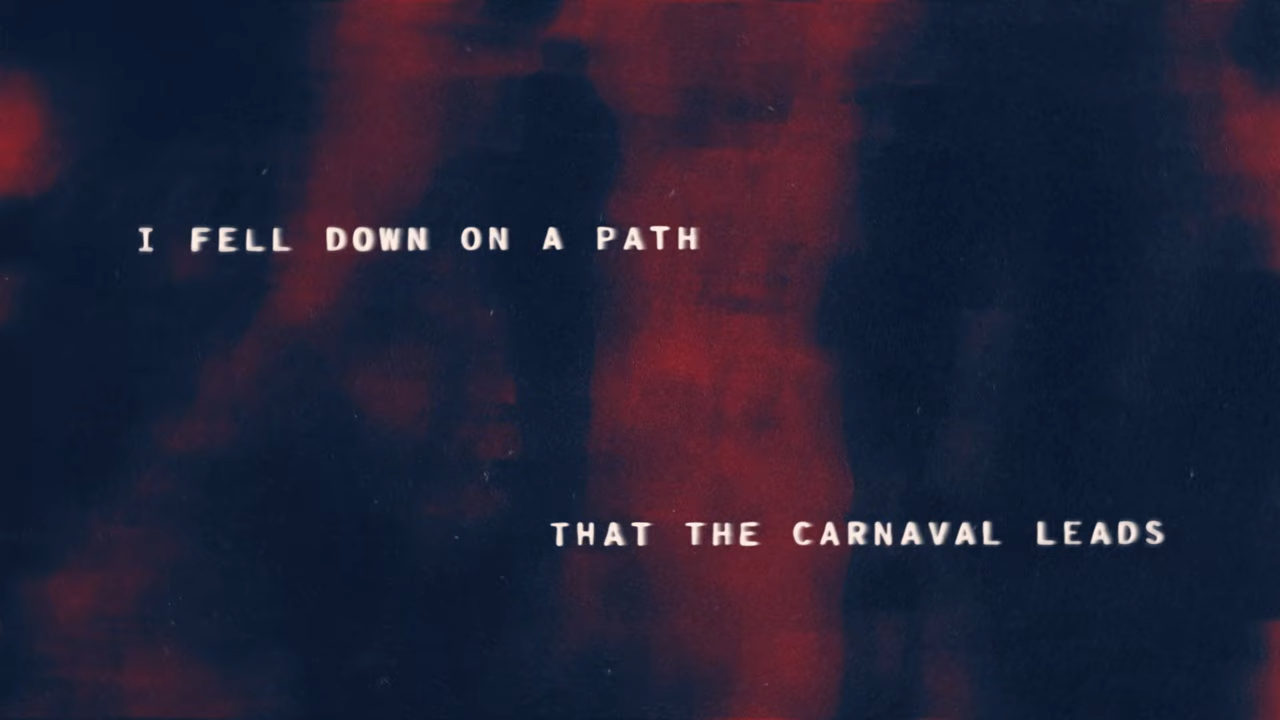 I FELL DOWN ON A PATH
THAT THE CARNAVAL LEADS